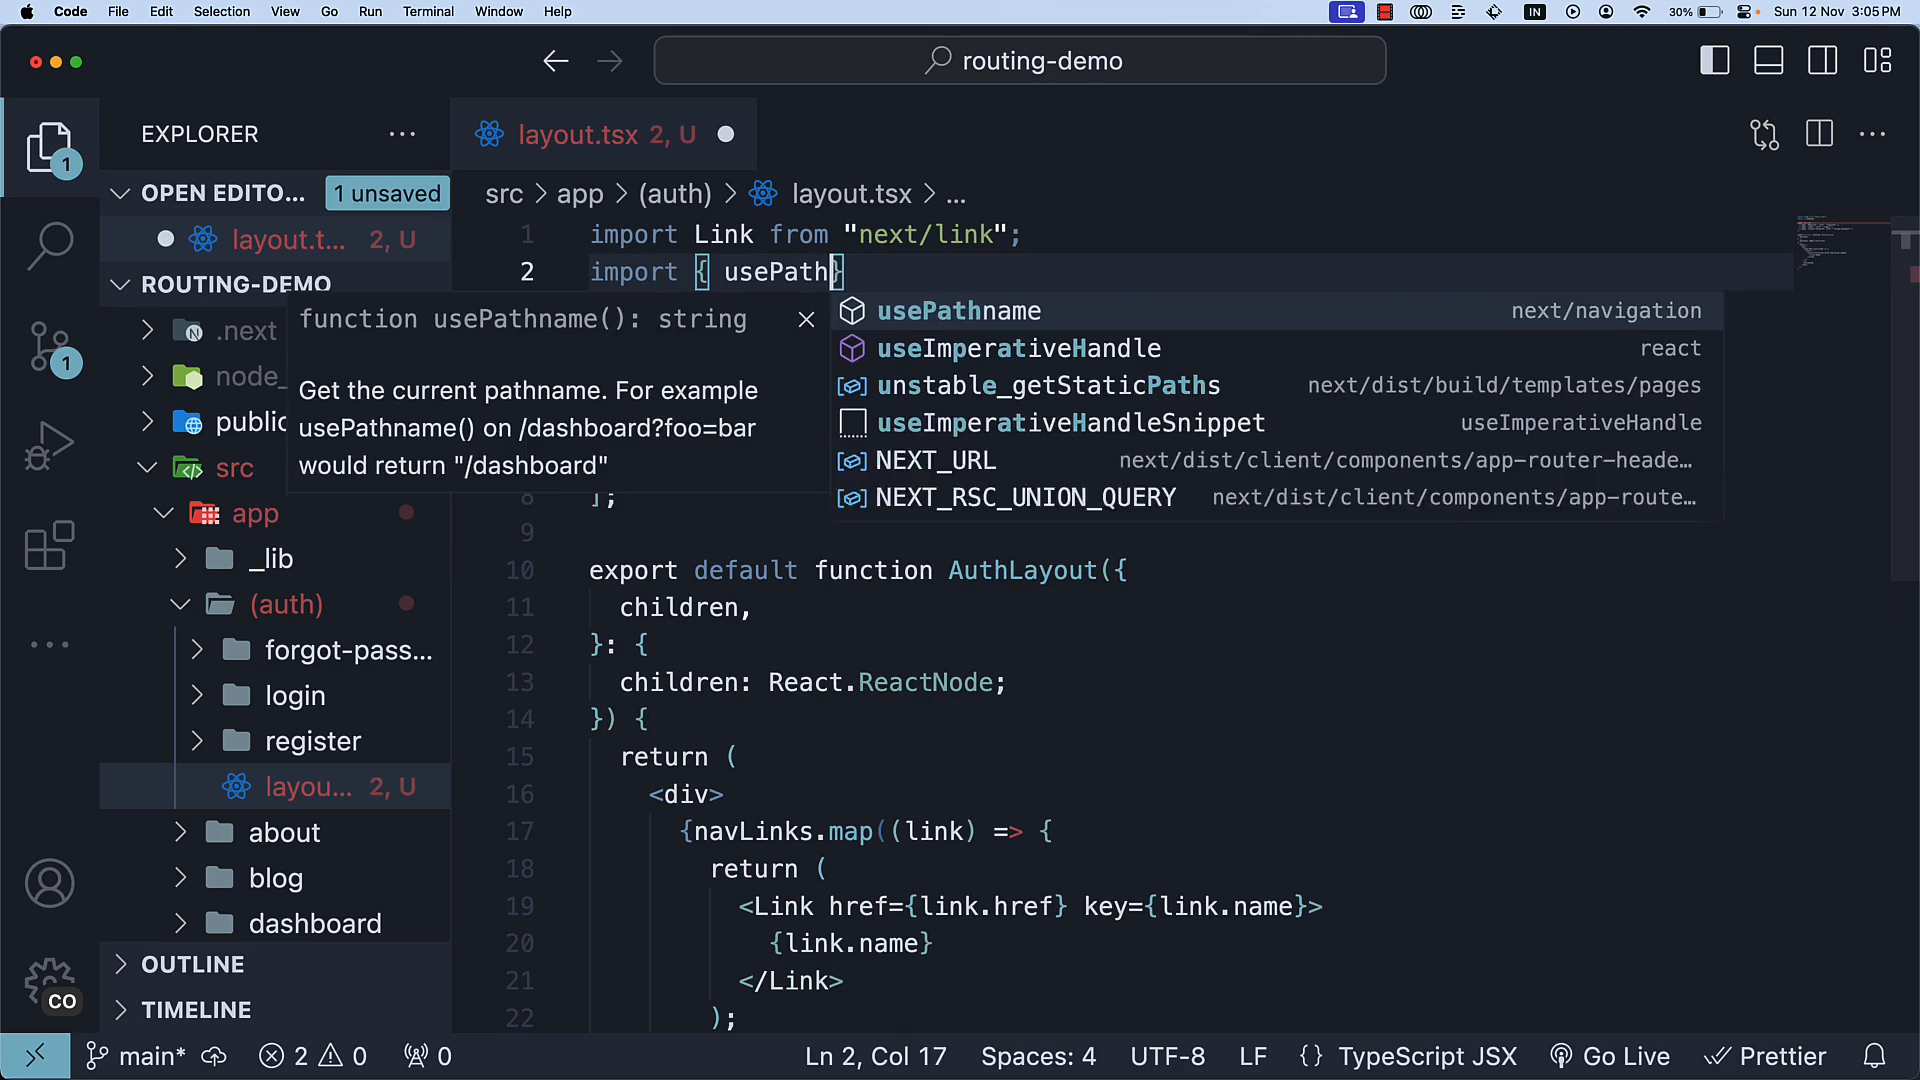 Code File Edit Selection View Go Run Terminal Window Help IN 30% Sun 12 Nov 3:05 PM
routing-demo
EXPLORER
layout.tsx 2, U
1
OPEN EDITO... 1 unsaved
src > app > (auth) > layout.tsx > ...
layout.t... 2, U
1 import Link from "next/link";
2 import { usePath}
ROUTING-DEMO
.next
node_
public
src
app
_lib
(auth)
forgot-pass...
login
register
layou... 2, U
about
blog
dashboard
OUTLINE
TIMELINE
1
CO
function usePathname(): string
Get the current pathname. For example
usePathname() on /dashboard?foo=bar
would return "/dashboard"
usePathname next/navigation
useImperativeHandle react
unstable_getStaticPaths next/dist/build/templates/pages
useImperativeHandleSnippet useImperativeHandle
NEXT_URL next/dist/client/components/app-router-heade...
NEXT_RSC_UNION_QUERY next/dist/client/components/app-route...
8 ];
9
10 export default function AuthLayout({
11 children,
12 }: {
13 children: React.ReactNode;
14 }) {
15 return (
16 <div>
17 {navLinks.map((link) => {
18 return (
19 <Link href={link.href} key={link.name}>
20 {link.name}
21 </Link>
22 );
main* 2 0 0 Ln 2, Col 17 Spaces: 4 UTF-8 LF {} TypeScript JSX Go Live Prettier